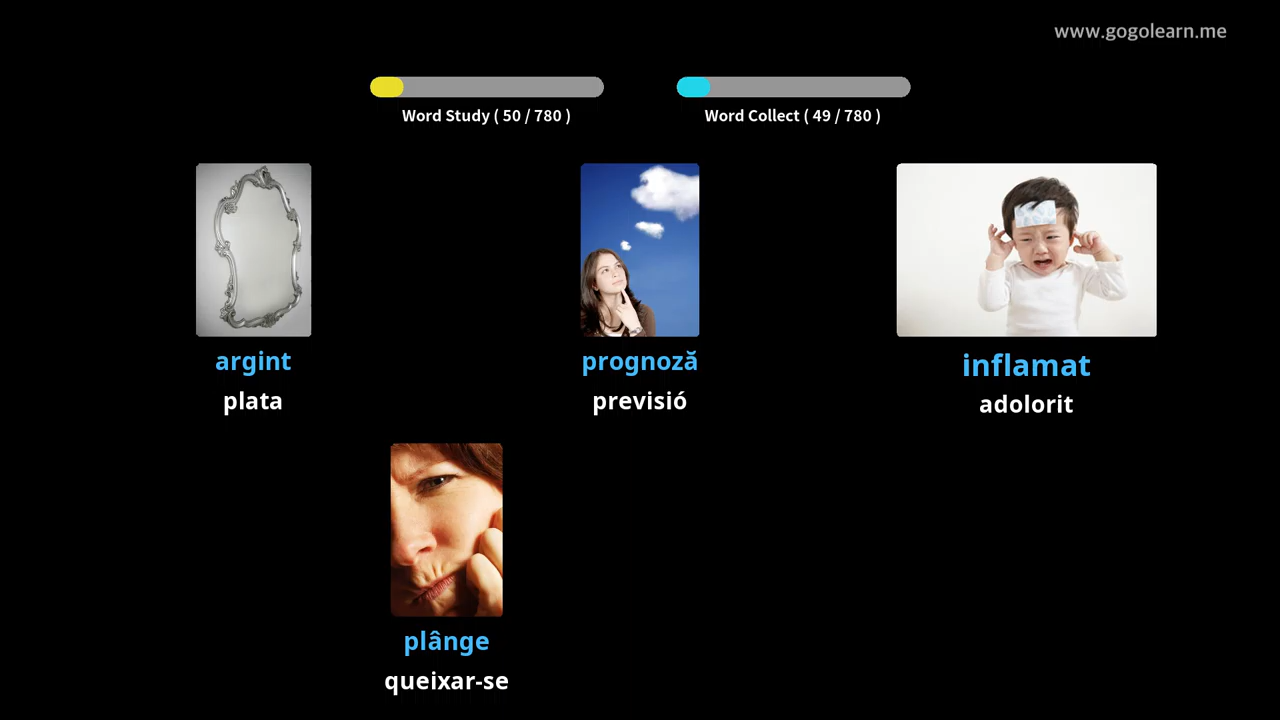 www.gogolearn.me
Word Study ( 50 / 780 )
Word Collect ( 49 / 780 )
argint
plata
prognoză
previsió
inflamat
adolorit
plânge
queixar-se